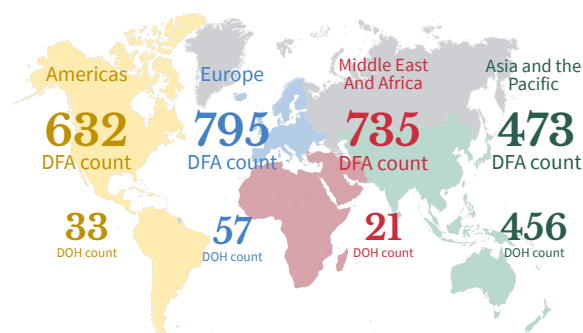 Americas
632
DFA count
33
DOH count
Europe
795
DFA count
57
DOH count
Middle East
And Africa
735
DFA count
21
DOH count
Asia and the
Pacific
473
DFA count
456
DOH count